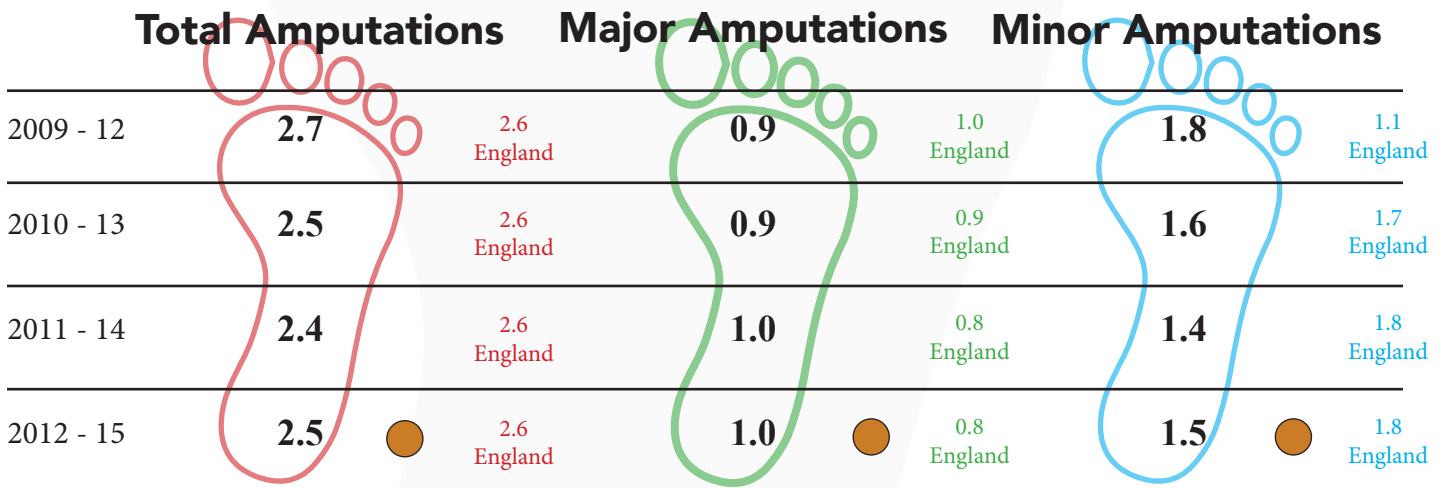 Total Amputations Major Amputations Minor Amputations
2009 - 12 2.7 2.6 England 0.9 1.0 England 1.8 1.1 England
2010 - 13 2.5 2.6 England 0.9 0.9 England 1.6 1.7 England
2011 - 14 2.4 2.6 England 1.0 0.8 England 1.4 1.8 England
2012 - 15 2.5 2.6 England 1.0 0.8 England 1.5 1.8 England